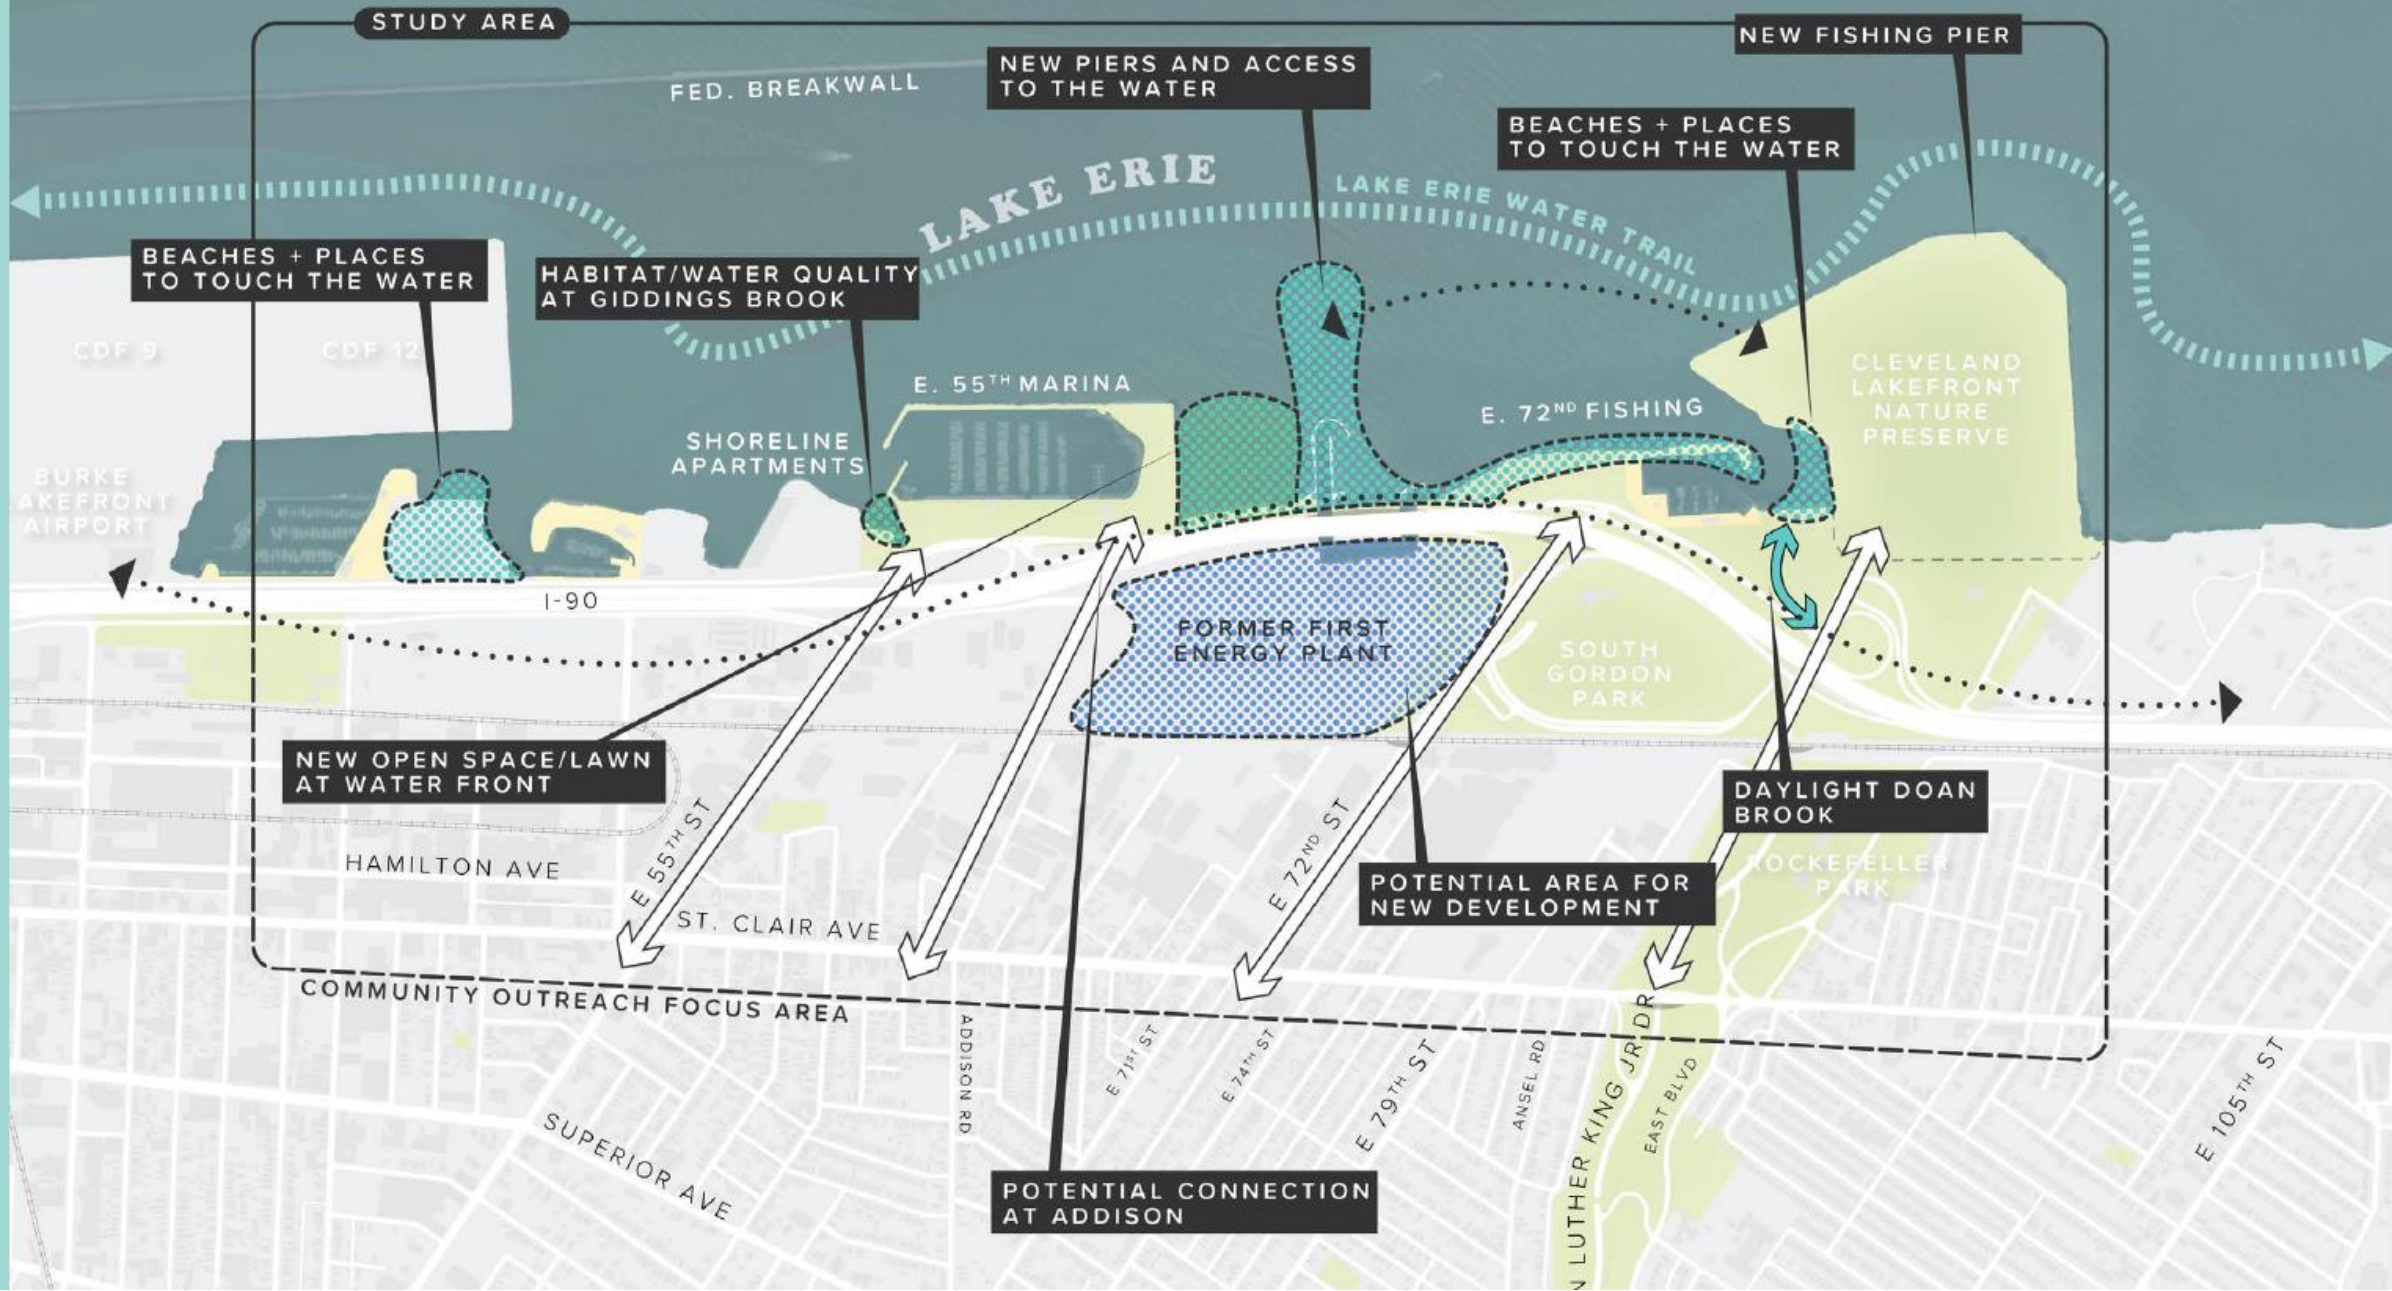 STUDY AREA
NEW FISHING PIER
NEW PIERS AND ACCESS
TO THE WATER
FED. BREAKWALL
BEACHES + PLACES
TO TOUCH THE WATER
LAKE ERIE
LAKE ERIE WATER TRAIL
BEACHES + PLACES
TO TOUCH THE WATER
HABITAT/WATER QUALITY
AT GIDDINGS BROOK
CDF 9
CDF 12
E. 55TH MARINA
E. 72ND FISHING
CLEVELAND
LAKEFRONT
NATURE
PRESERVE
SHORELINE
APARTMENTS
BURKE
AKEFRONT
AIRPORT
I-90
FORMER FIRST
ENERGY PLANT
SOUTH
GORDON
PARK
NEW OPEN SPACE/LAWN
AT WATER FRONT
DAYLIGHT DOAN
BROOK
HAMILTON AVE
E 55TH ST
E 72ND ST
ROCKEFELLER
PARK
POTENTIAL AREA FOR
NEW DEVELOPMENT
ST. CLAIR AVE
COMMUNITY OUTREACH FOCUS AREA
ADDISON RD
E 71ST ST
E 74TH ST
E 79TH ST
ANSEL RD
N LUTHER KING JR DR
EAST BLVD
E 105TH ST
SUPERIOR AVE
POTENTIAL CONNECTION
AT ADDISON